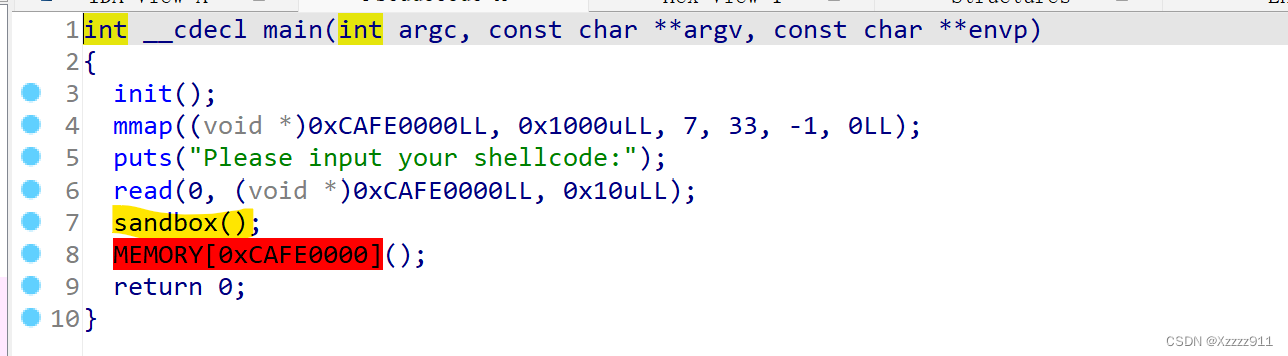 1 int __cdecl main(int argc, const char **argv, const char **envp)
2 {
3 init();
4 mmap((void *)0xCAFE0000LL, 0x1000uLL, 7, 33, -1, 0LL);
5 puts("Please input your shellcode:");
6 read(0, (void *)0xCAFE0000LL, 0x10uLL);
7 sandbox();
8 MEMORY[0xCAFE0000]();
9 return 0;
10 }
CSDN @Xzzzz911